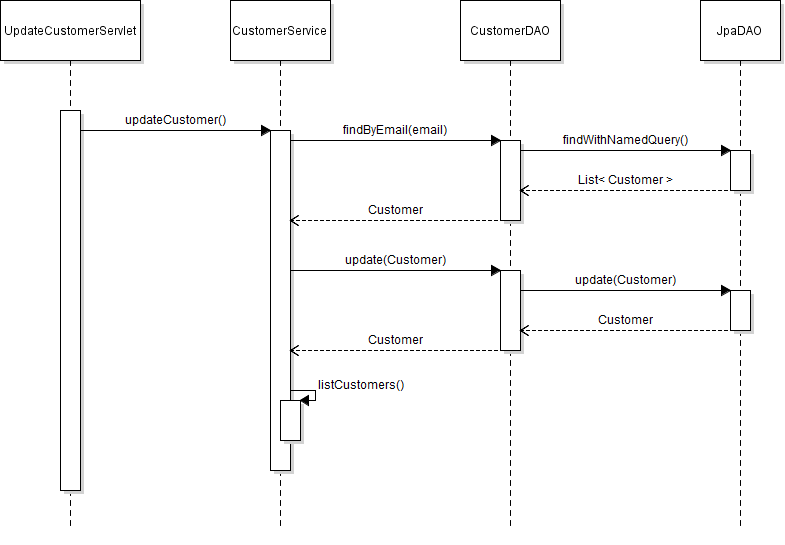 UpdateCustomerServlet
CustomerService
CustomerDAO
JpaDAO
updateCustomer()
findByEmail(email)
findWithNamedQuery()
List< Customer >
Customer
update(Customer)
update(Customer)
Customer
Customer
listCustomers()